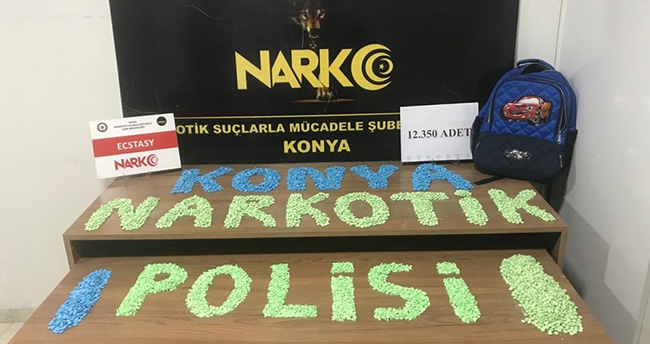 NARKO
OTİK SUÇLARLA MÜCADELE ŞUBE
KONYA
ECSTASY
NARKO
12.350 ADET
KONYA
NARKOTİK
POLİSİ